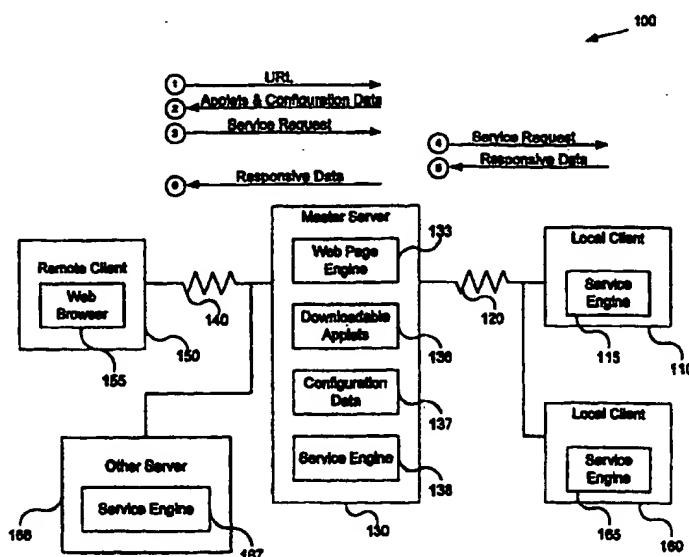 100
1 URL
2 Applets & Configuration Data
3 Service Request
4 Service Request
5 Responsive Data
6 Responsive Data
Master Server
133
Web Page
Engine
Remote Client
Web
Browser
155
150
140
120
Local Client
Service
Engine
115
110
Downloadable
Applets
136
Configuration
Data
137
Service Engine
138
130
Other Server
Service Engine
166
167
Local Client
Service
Engine
165
160